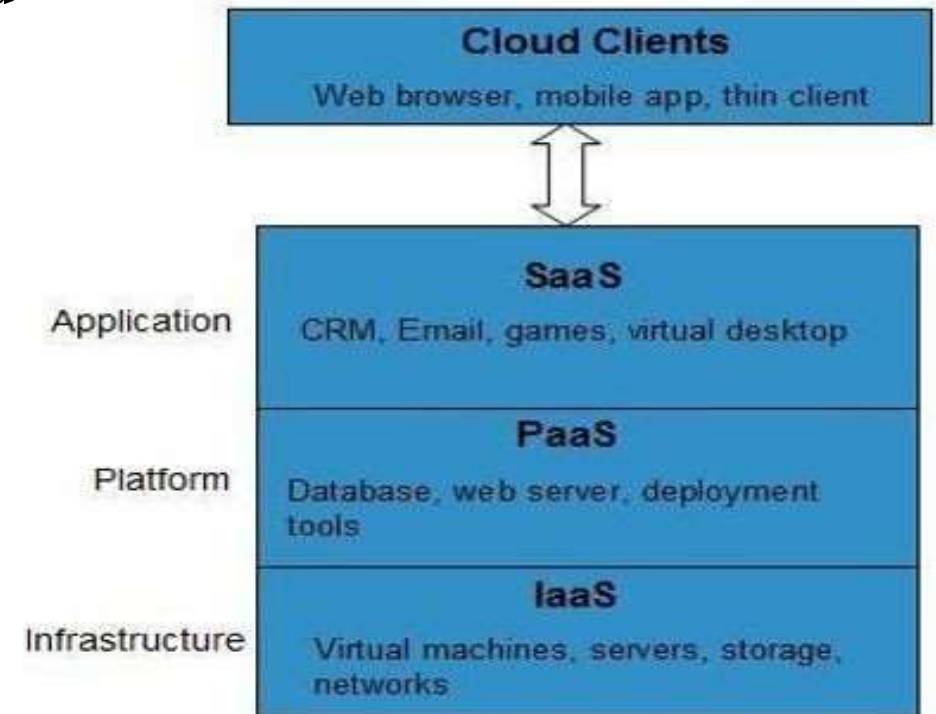 Cloud Clients
Web browser, mobile app, thin client
SaaS
Application
CRM, Email, games, virtual desktop
PaaS
Platform
Database, web server, deployment
tools
IaaS
Infrastructure
Virtual machines, servers, storage,
networks